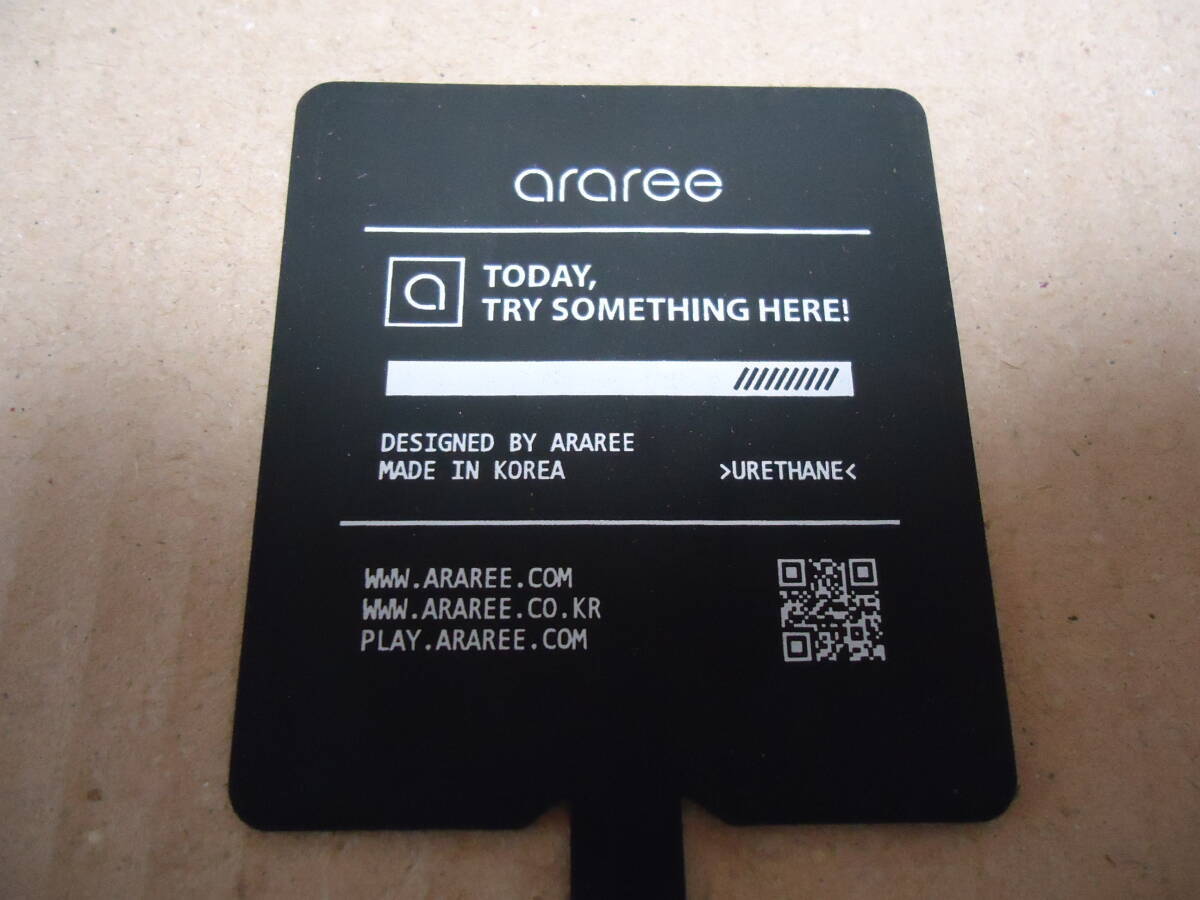 araree
a
TODAY,
TRY SOMETHING HERE!
DESIGNED BY ARAREE
MADE IN KOREA
>URETHANE<
WWW.ARAREE.COM
WWW.ARAREE.CO.KR
PLAY.ARAREE.COM